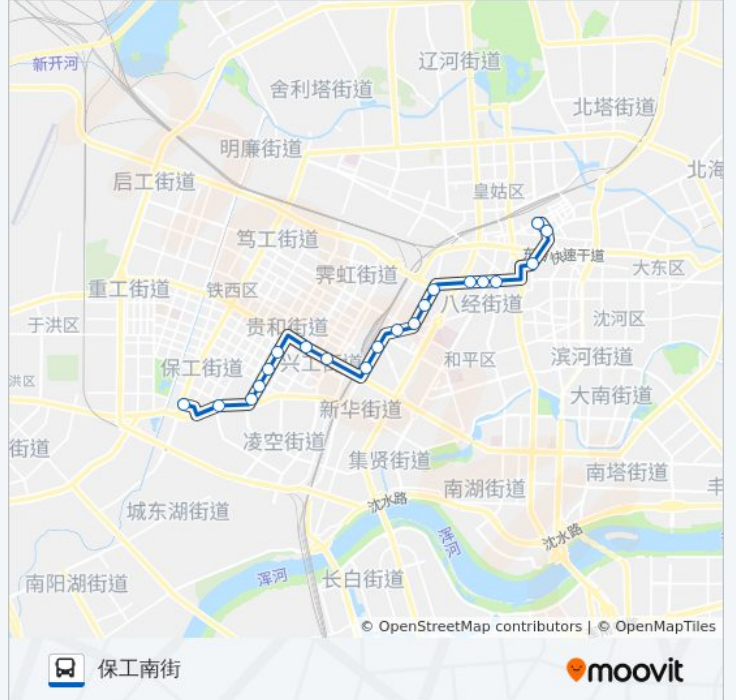 辽河街道
新开河
舍利塔街道
北塔街道
明廉街道
北海
启工街道
皇姑区
笃工街道
快速干道
大东区
霁虹街道
重工街道
铁西区
八经街道
于洪区
贵和街道
沈河区
滨河街道
兴工街道
和平区
保工街道
洪区
大南街道
新华街道
凌空街道
街道
集贤街道
南塔街道
南湖街道
丰
沈水路
城东湖街道
沈水路
浑河
浑河
长白街道
南阳湖街道
© OpenStreetMap contributors | © OpenMapTiles
保工南街
moovit